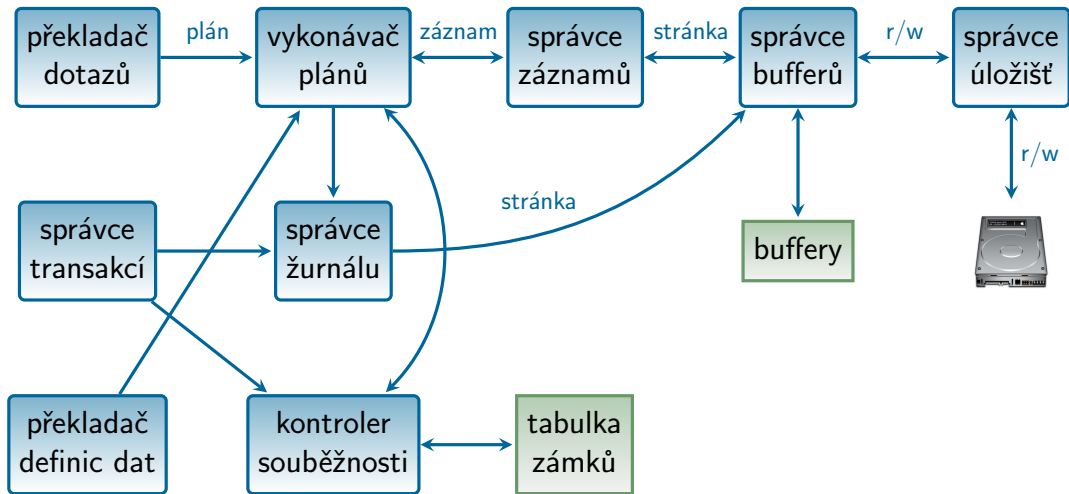 překladač
dotazů
plán
vykonávač
plánů
záznam
správce
záznamů
stránka
správce
bufferů
r/w
správce
úložišť
r/w
správce
transakcí
správce
žurnálu
stránka
buffery
překladač
definic dat
kontroler
souběžnosti
tabulka
zámků